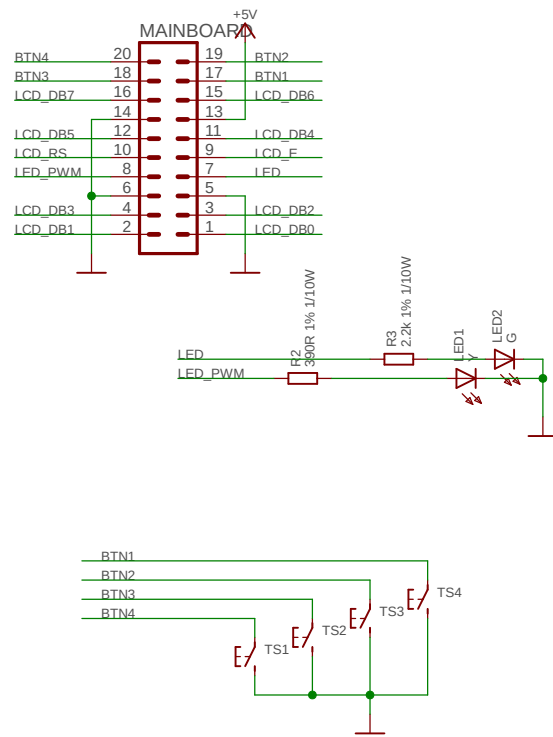 +5V
MAINBOARD
BTN4 20 19 BTN2
BTN3 18 17 BTN1
LCD_DB7 16 15 LCD_DB6
14 13
LCD_DB5 12 11 LCD_DB4
LCD_RS 10 9 LCD_E
LED_PWM 8 7 LED
6 5
LCD_DB3 4 3 LCD_DB2
LCD_DB1 2 1 LCD_DB0
R2
390R 1% 1/10W
R3
2.2k 1% 1/10W
LED1
Y
LED2
G
LED
LED_PWM
BTN1
BTN2
BTN3
BTN4
TS4
TS3
TS2
TS1